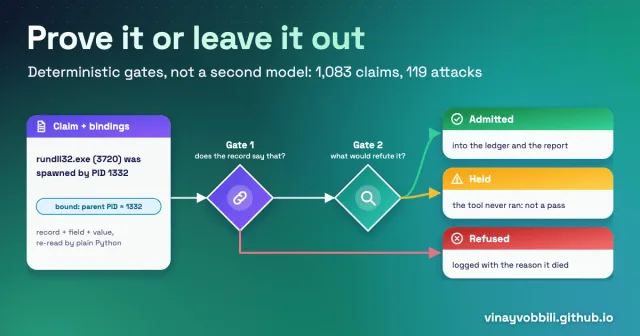 Prove it or leave it out
Deterministic gates, not a second model: 1,083 claims, 119 attacks
Claim + bindings
rundll32.exe (3720) was
spawned by PID 1332
bound: parent PID = 1332
record + field + value,
re-read by plain Python
Gate 1
does the record say that?
Gate 2
what would refute it?
Admitted
into the ledger and the report
Held
the tool never ran: not a pass
Refused
logged with the reason it died
vinayvobbili.github.io